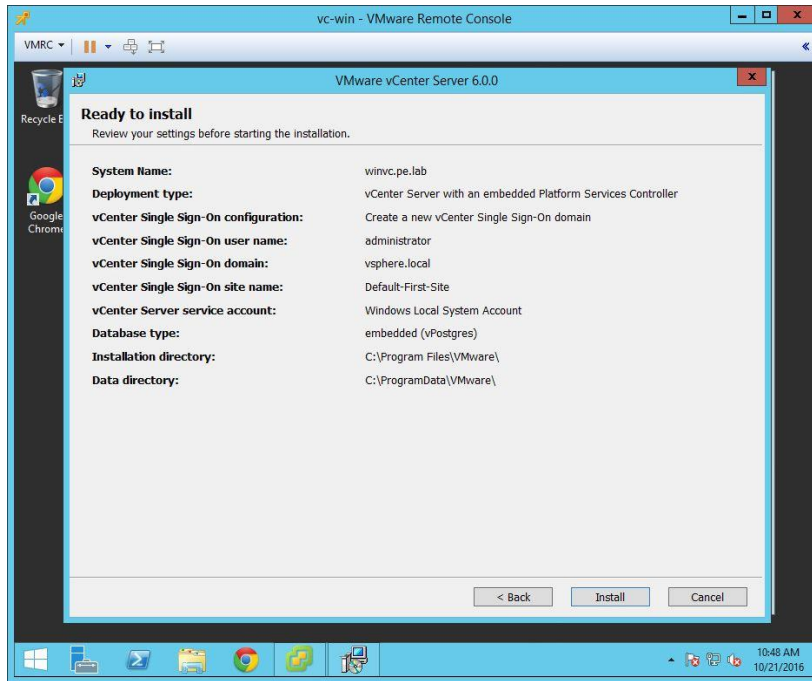 vc-win - VMware Remote Console
VMRC
Recycle B
Google
Chrome
VMware vCenter Server 6.0.0
Ready to install
Review your settings before starting the installation.
System Name: winvc.pe.lab
Deployment type: vCenter Server with an embedded Platform Services Controller
vCenter Single Sign-On configuration: Create a new vCenter Single Sign-On domain
vCenter Single Sign-On user name: administrator
vCenter Single Sign-On domain: vsphere.local
vCenter Single Sign-On site name: Default-First-Site
vCenter Server service account: Windows Local System Account
Database type: embedded (vPostgres)
Installation directory: C:\Program Files\VMware\
Data directory: C:\ProgramData\VMware\
< Back Install Cancel
10:48 AM
10/21/2016